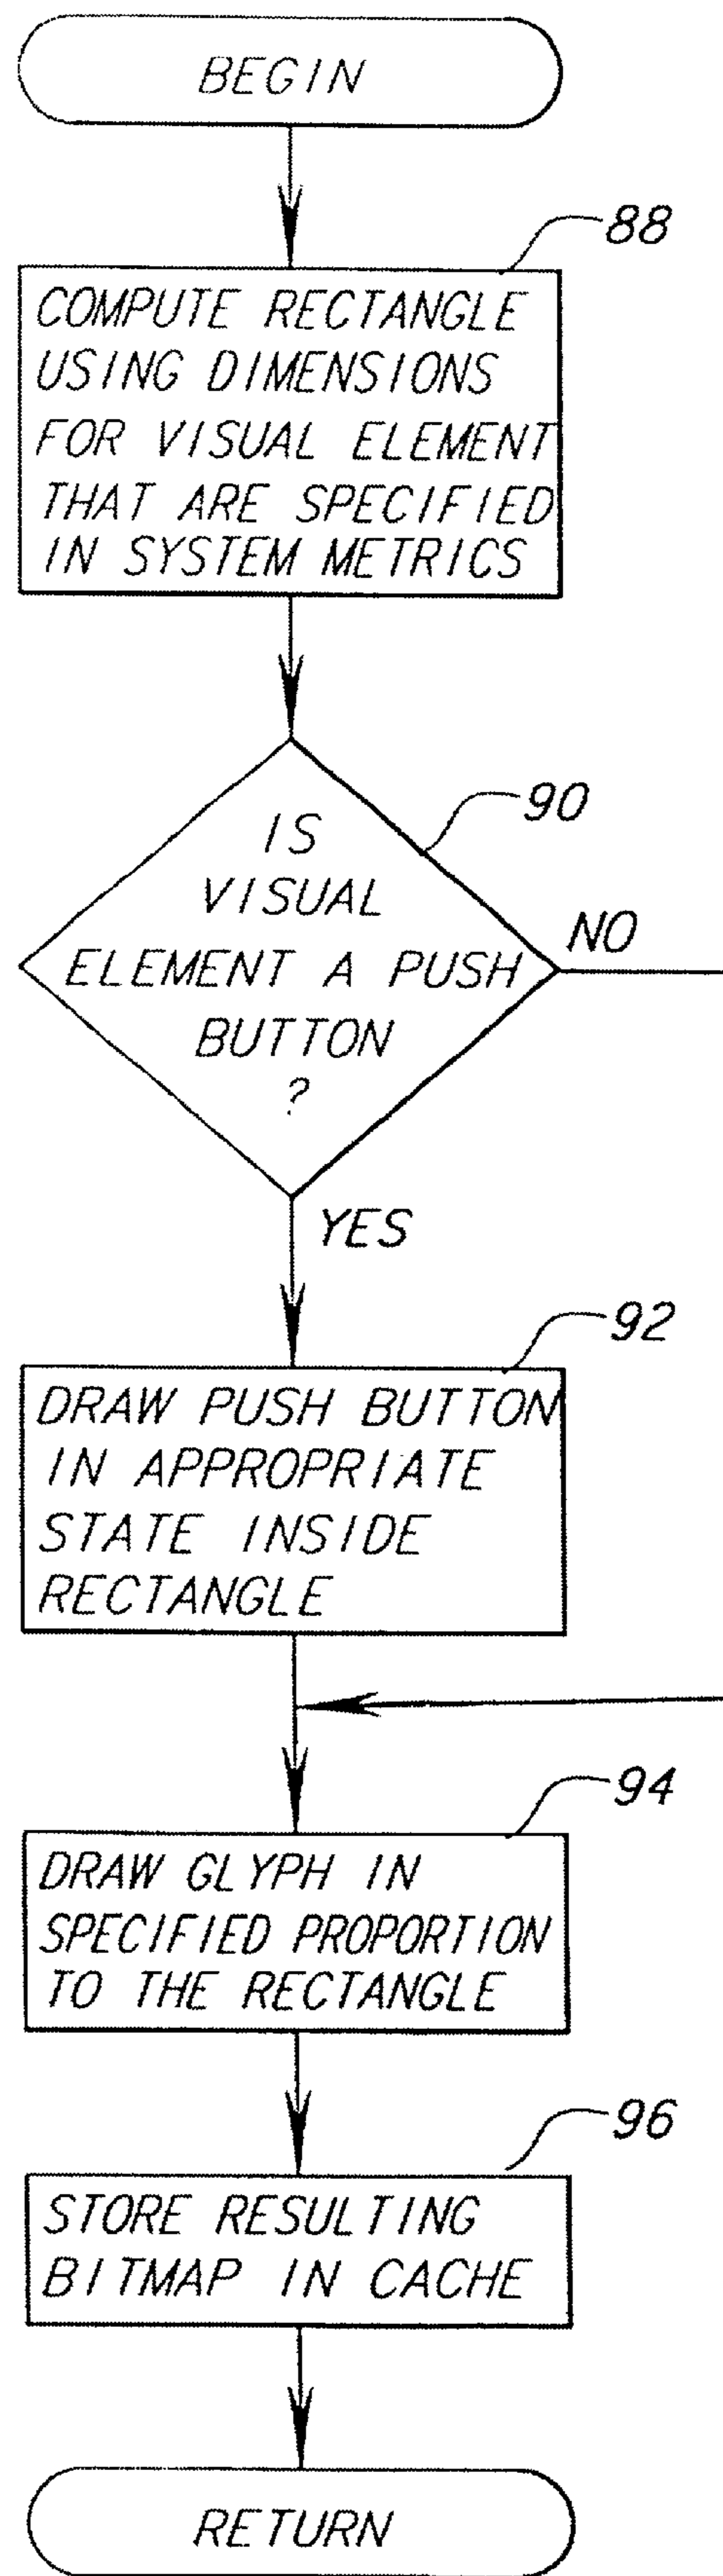 BEGIN
88
COMPUTE RECTANGLE
USING DIMENSIONS
FOR VISUAL ELEMENT
THAT ARE SPECIFIED
IN SYSTEM METRICS
90
IS
VISUAL
ELEMENT A PUSH
BUTTON
?
NO
YES
92
DRAW PUSH BUTTON
IN APPROPRIATE
STATE INSIDE
RECTANGLE
94
DRAW GLYPH IN
SPECIFIED PROPORTION
TO THE RECTANGLE
96
STORE RESULTING
BITMAP IN CACHE
RETURN